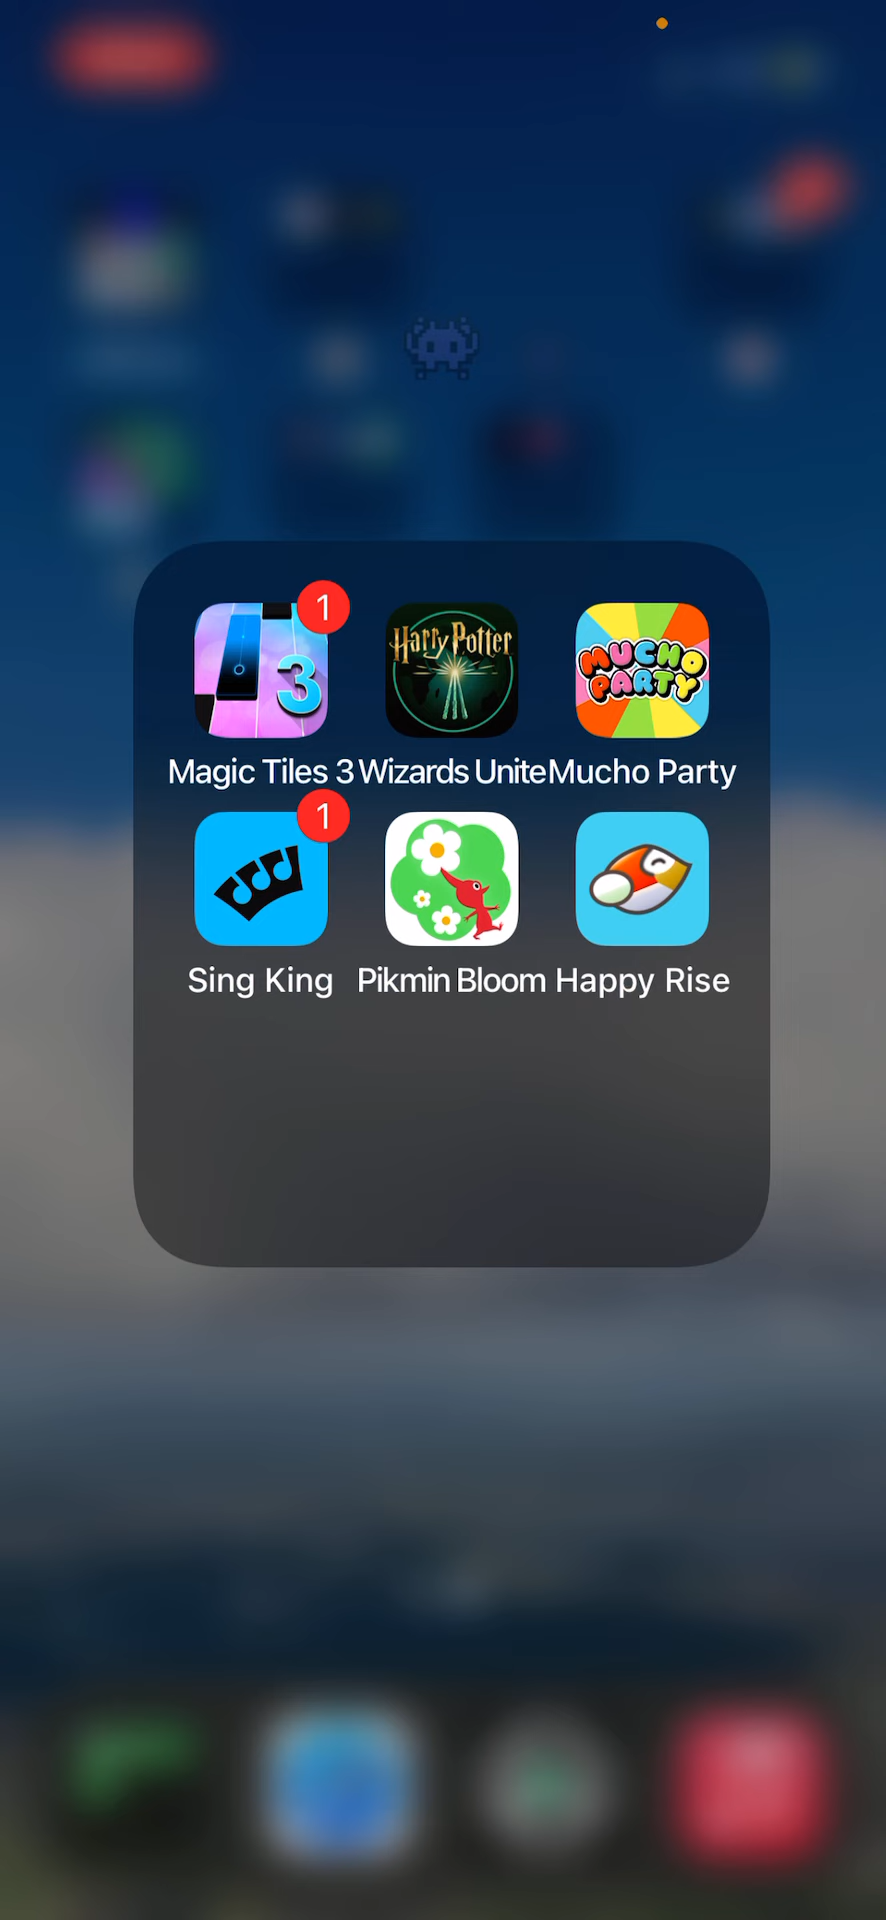 1
3
Harry Potter
MUCHO
PARTY
Magic Tiles 3 Wizards Unite Mucho Party
1
Sing King Pikmin Bloom Happy Rise